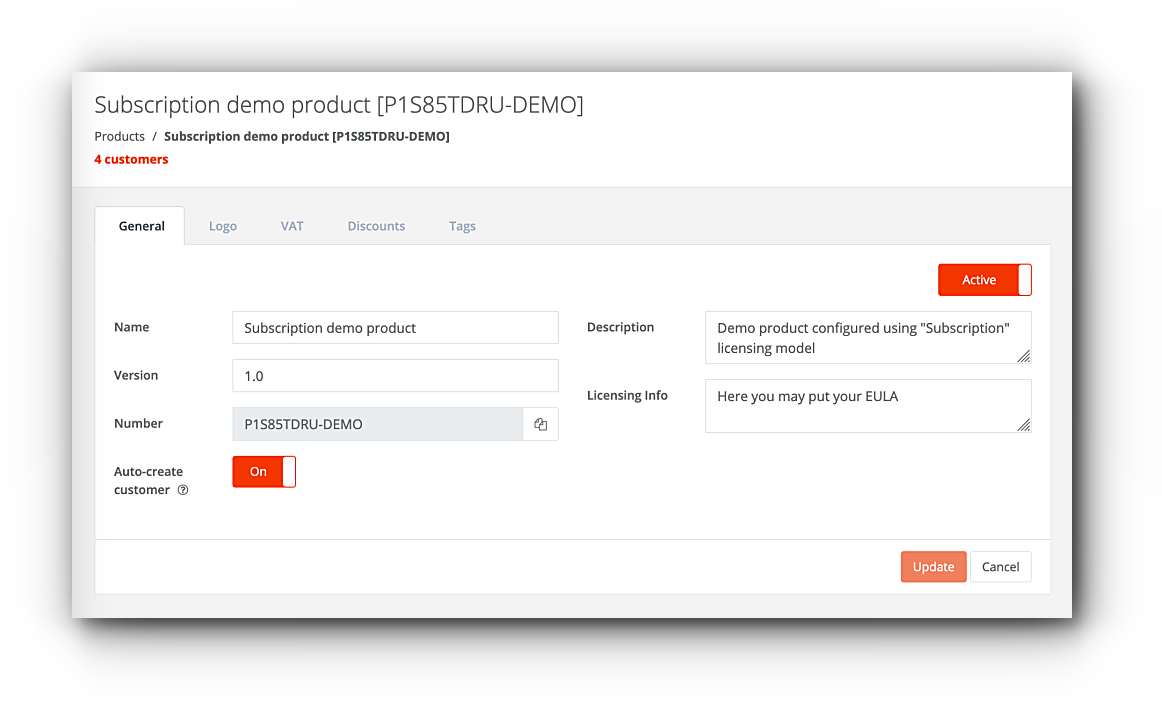 Subscription demo product [P1S85TDRU-DEMO]
Products / Subscription demo product [P1S85TDRU-DEMO]
4 customers
General Logo VAT Discounts Tags
Active
Name Subscription demo product
Version 1.0
Number P1S85TDRU-DEMO
Auto-create
customer On
Description Demo product configured using "Subscription"
licensing model
Licensing Info Here you may put your EULA
Update Cancel